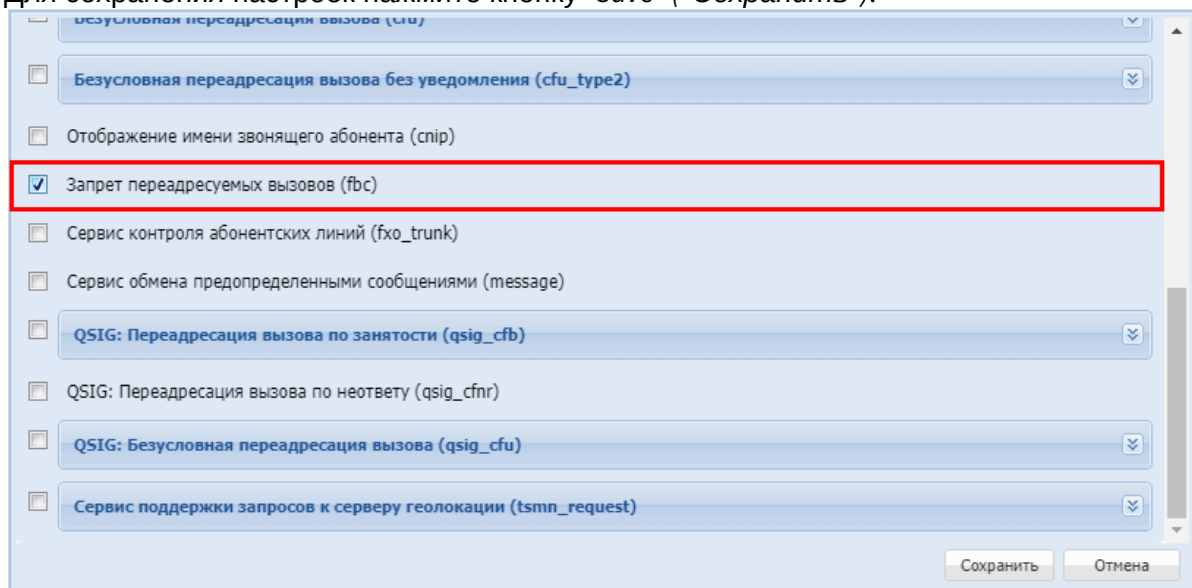 Для сохранения настроек нажмите кнопку "Save" ("Сохранить").
Безусловная переадресация вызова (cfu)
Безусловная переадресация вызова без уведомления (cfu_type2)
Отображение имени звонящего абонента (cnip)
Запрет переадресуемых вызовов (fbc)
Сервис контроля абонентских линий (fxo_trunk)
Сервис обмена предопределенными сообщениями (message)
QSIG: Переадресация вызова по занятости (qsig_cfb)
QSIG: Переадресация вызова по неответу (qsig_cfnr)
QSIG: Безусловная переадресация вызова (qsig_cfu)
Сервис поддержки запросов к серверу геолокации (tsmn_request)
Сохранить Отмена